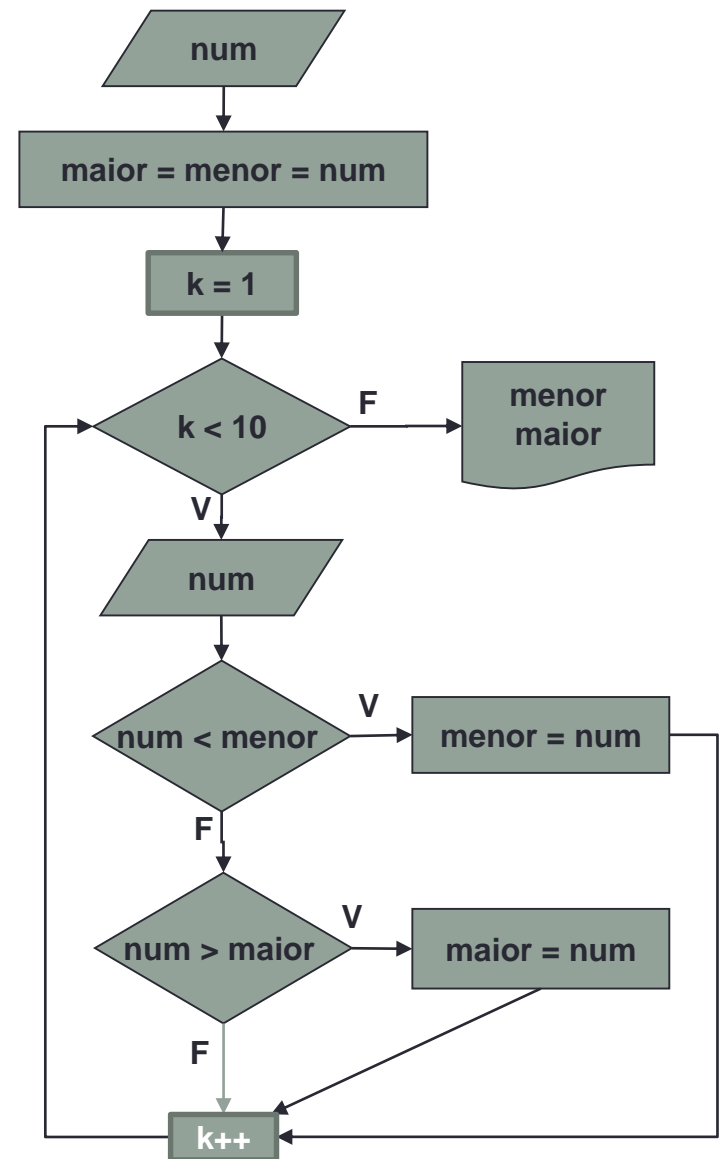 num
maior = menor = num
k = 1
k < 10
F
menor
maior
V
num
num < menor
V
menor = num
F
num > maior
V
maior = num
F
k++